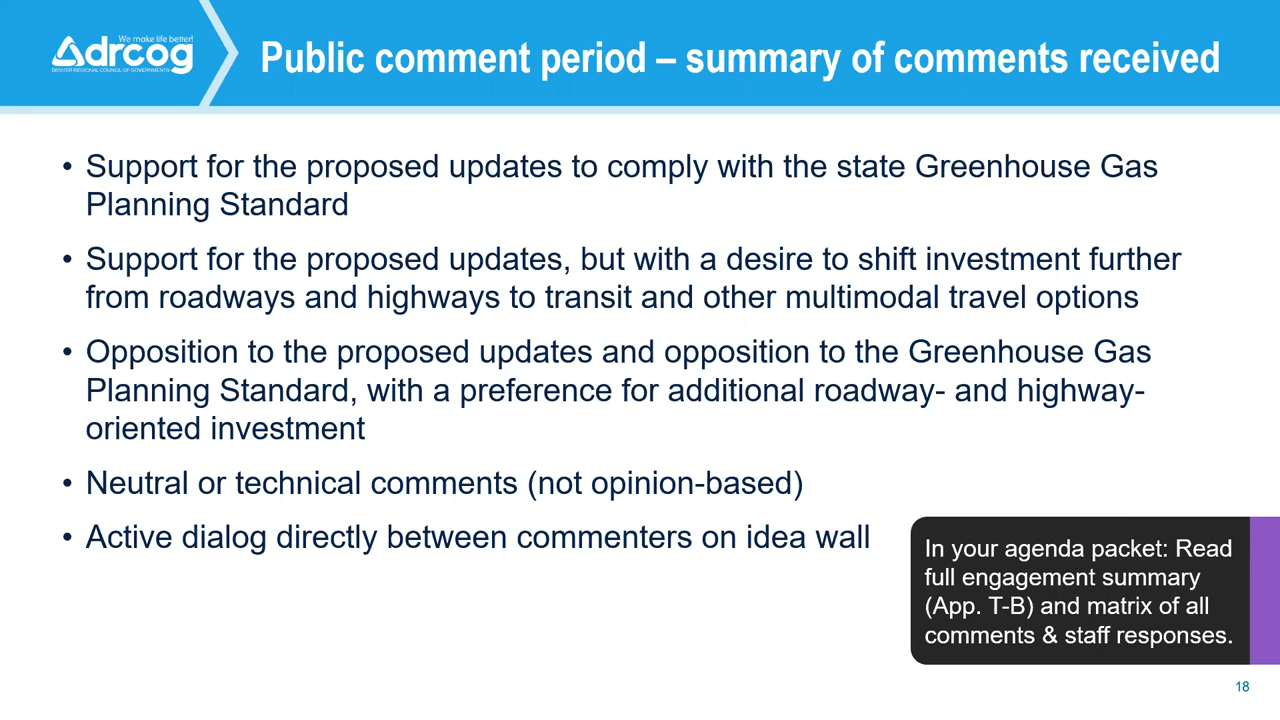 We make life better!
drcog
DENVER REGIONAL COUNCIL OF GOVERNMENTS
Public comment period – summary of comments received
• Support for the proposed updates to comply with the state Greenhouse Gas
Planning Standard
• Support for the proposed updates, but with a desire to shift investment further
from roadways and highways to transit and other multimodal travel options
• Opposition to the proposed updates and opposition to the Greenhouse Gas
Planning Standard, with a preference for additional roadway- and highway-
oriented investment
• Neutral or technical comments (not opinion-based)
• Active dialog directly between commenters on idea wall
In your agenda packet: Read
full engagement summary
(App. T-B) and matrix of all
comments & staff responses.
18